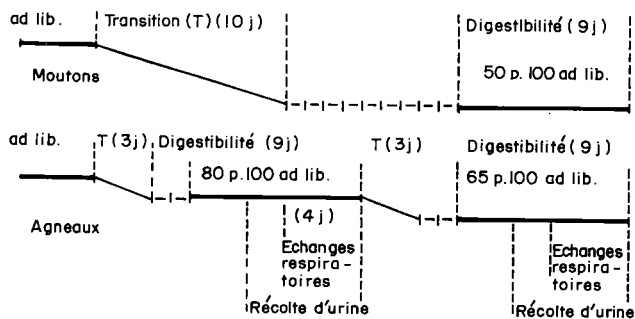 ad lib. Transition (T) (10 j) Digestibilité (9 j)
Moutons 50 p. 100 ad lib.
ad lib. T (3 j) Digestibilité (9 j) T (3 j) Digestibilité (9 j)
80 p. 100 ad lib. 65 p. 100 ad lib.
Agneaux (4 j)
Echanges Echanges
respira- respira-
toires toires
Récolte d'urine Récolte d'urine